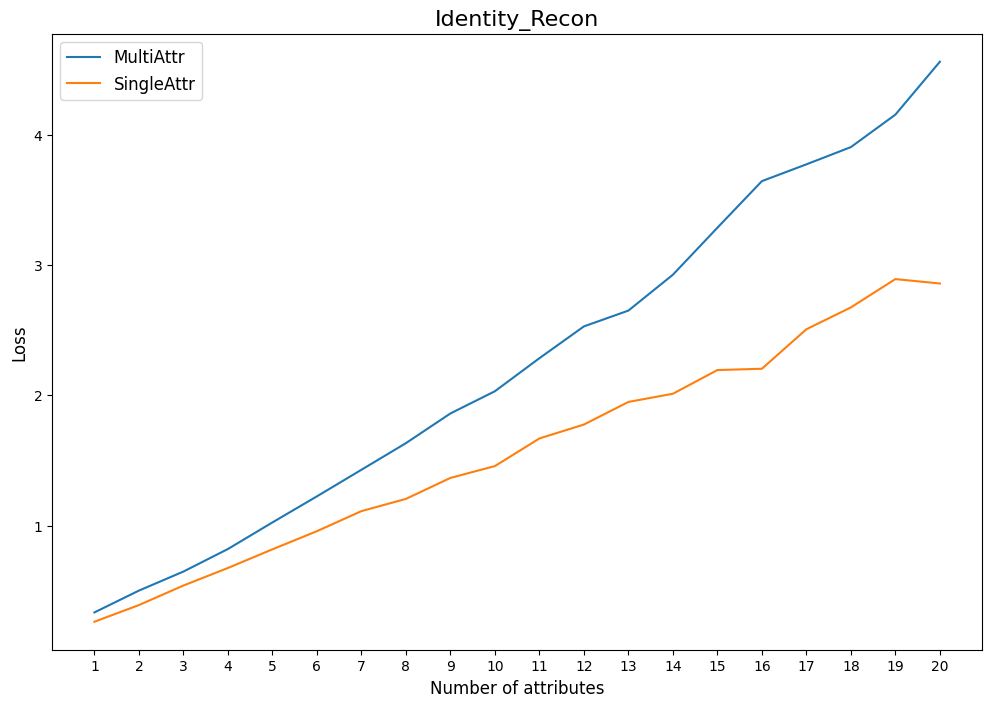 Identity_Recon
MultiAttr
SingleAttr
4
3
2
1
Loss
1 2 3 4 5 6 7 8 9 10 11 12 13 14 15 16 17 18 19 20
Number of attributes